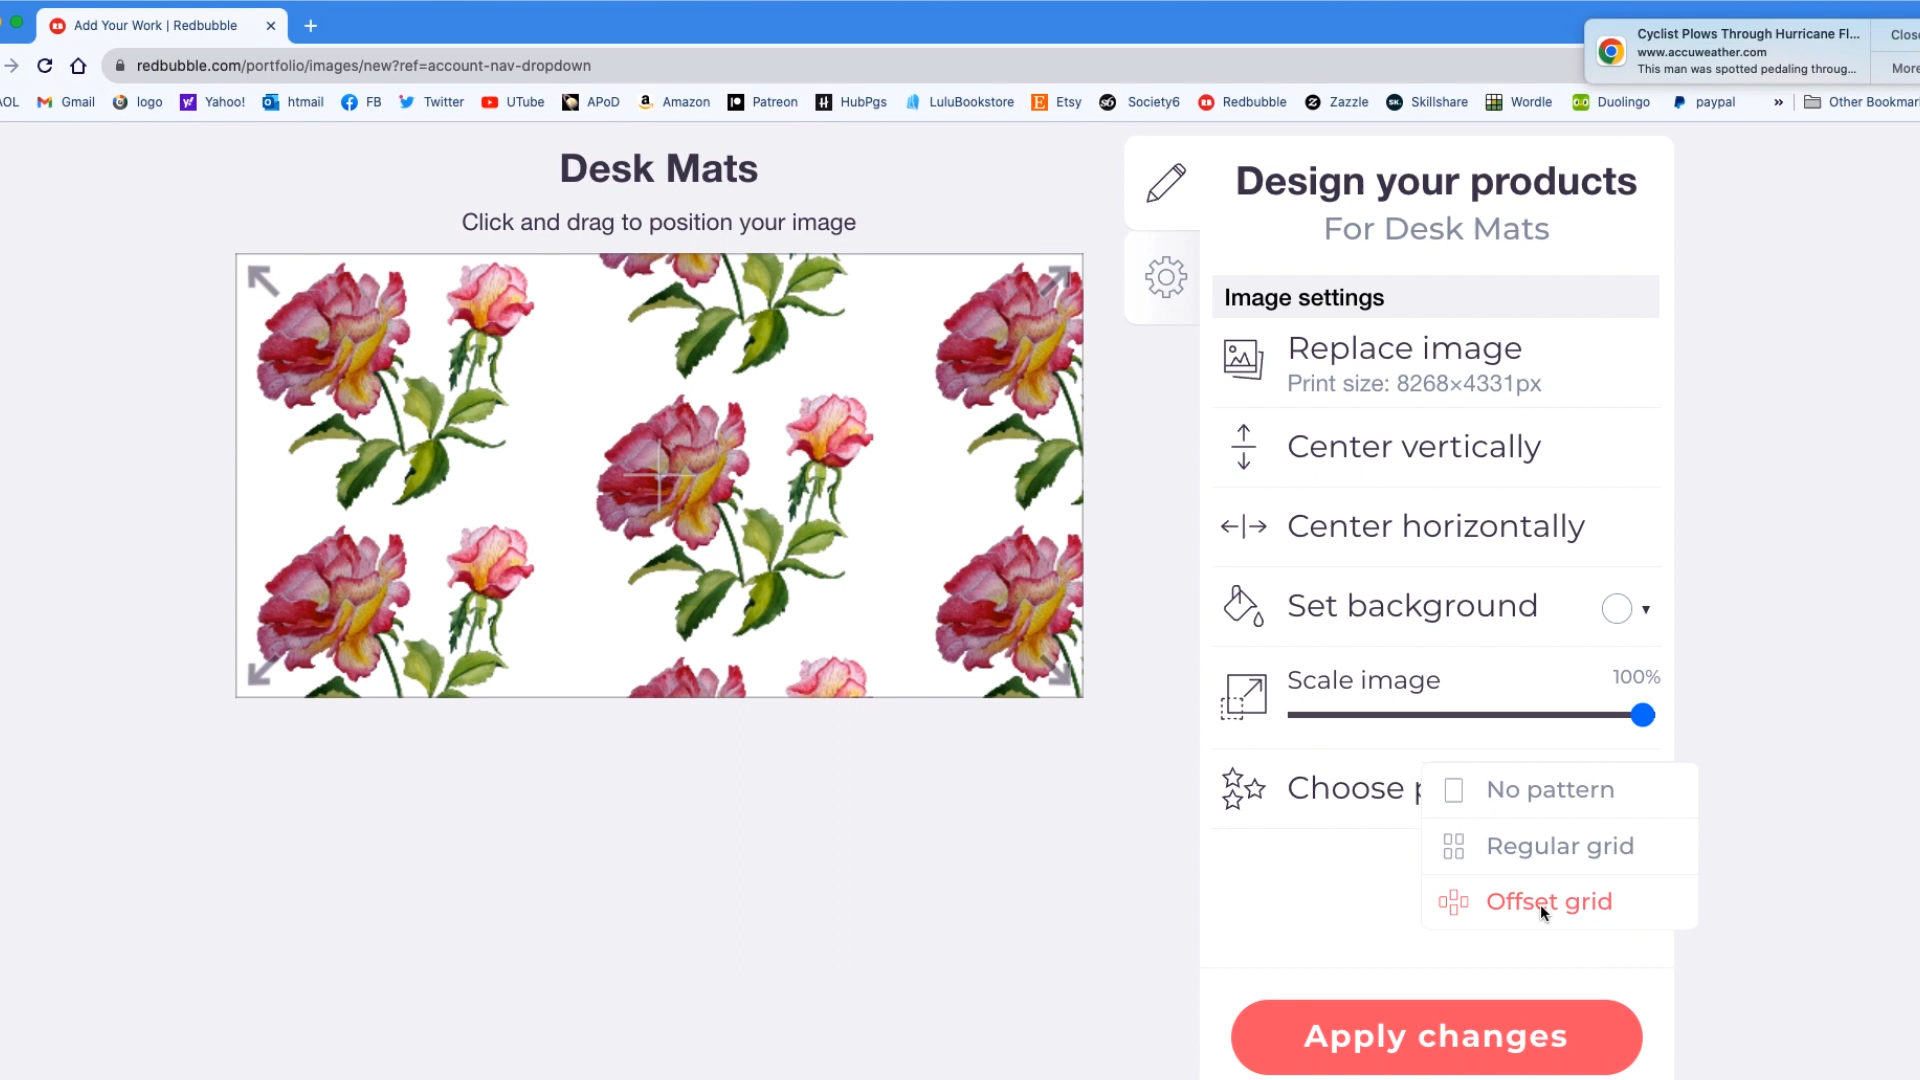 Add Your Work | Redbubble
redbubble.com/portfolio/images/new?ref=account-nav-dropdown
Cyclist Plows Through Hurricane Fl...
www.accuweather.com
This man was spotted pedaling throug...
Close
More
AOL Gmail logo Yahoo! htmail FB Twitter UTube APoD Amazon Patreon HubPgs LuluBookstore Etsy Society6 Redbubble Zazzle Skillshare Wordle Duolingo paypal » Other Bookmar
Desk Mats
Click and drag to position your image
Design your products
For Desk Mats
Image settings
Replace image
Print size: 8268×4331px
Center vertically
Center horizontally
Set background
Scale image 100%
Choose p
No pattern
Regular grid
Offset grid
Apply changes